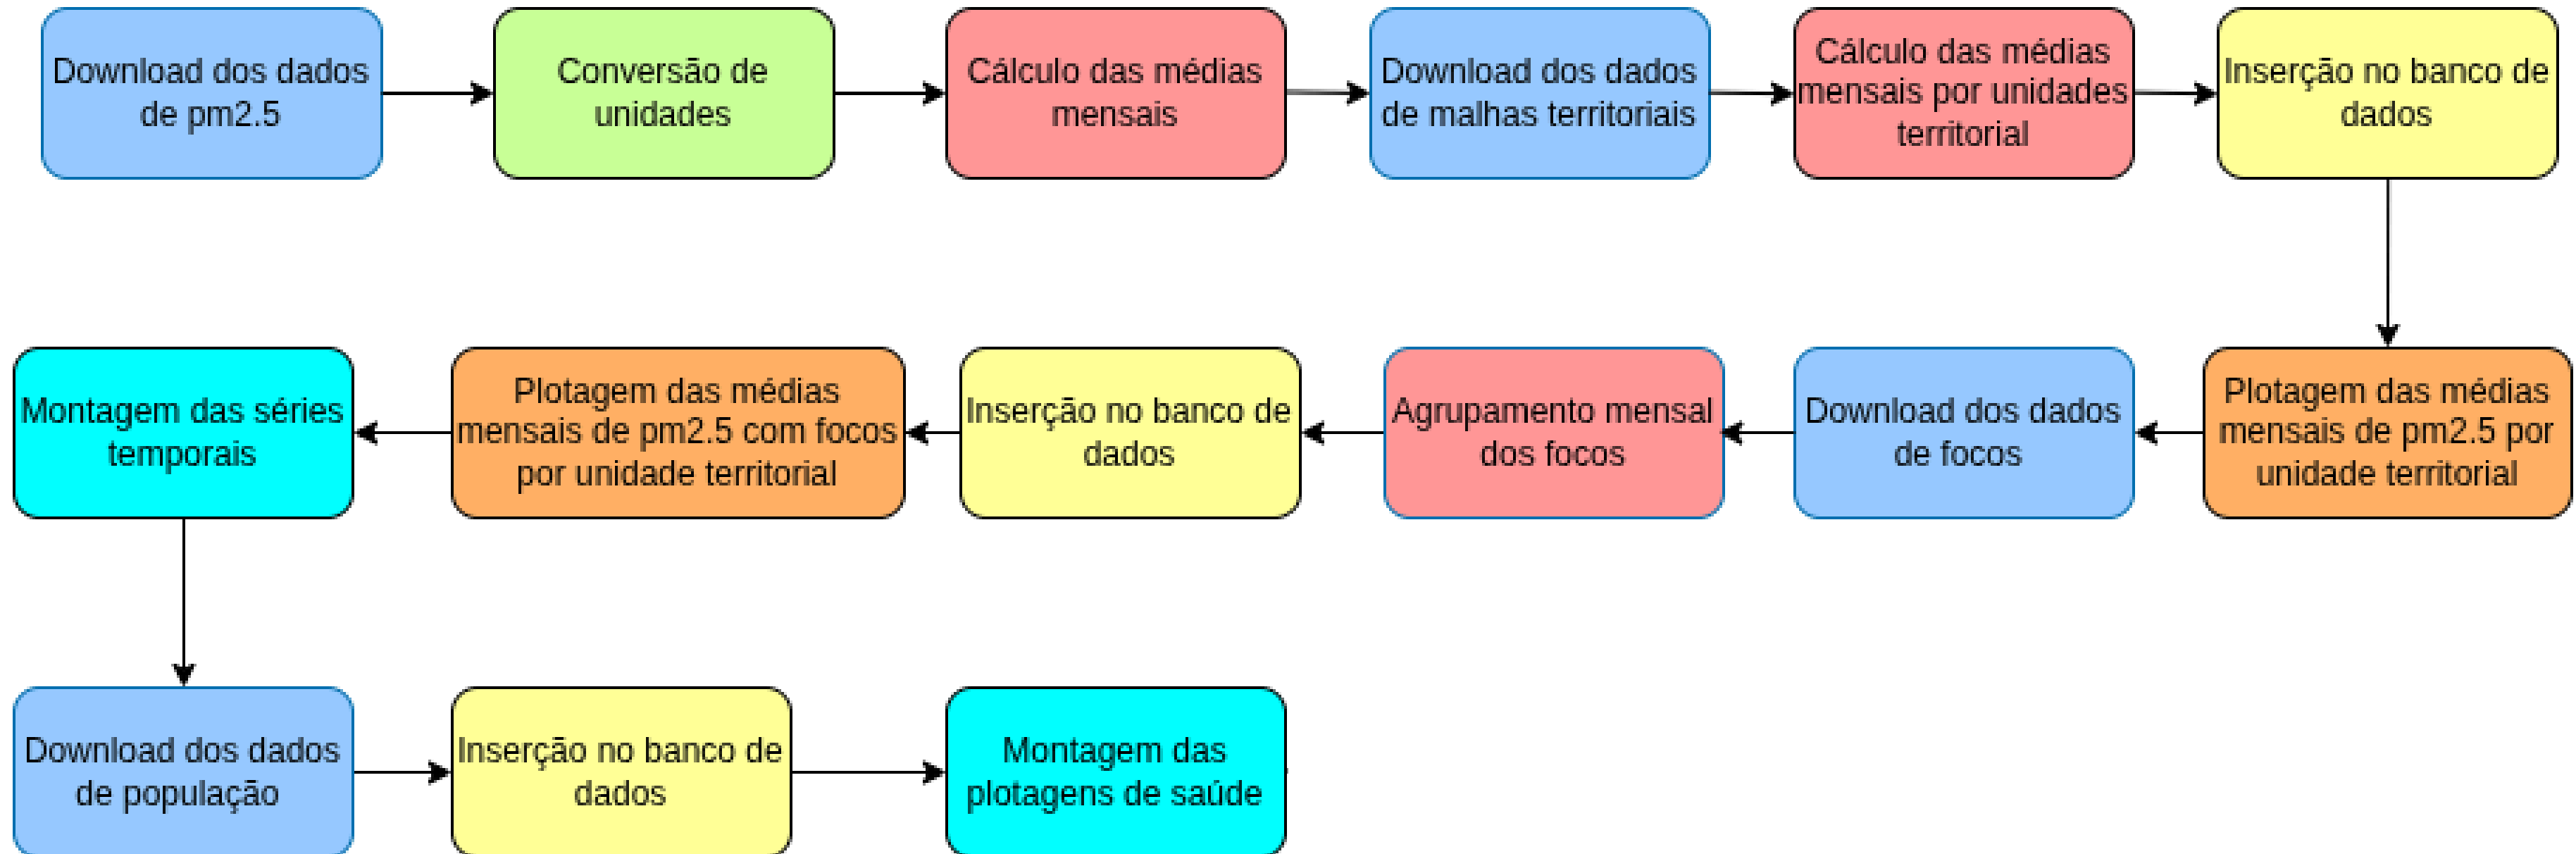 Download dos dados
de pm2.5
Conversão de
unidades
Cálculo das médias
mensais
Download dos dados
de malhas territoriais
Cálculo das médias
mensais por unidades
territorial
Inserção no banco de
dados
Plotagem das médias
mensais de pm2.5 por
unidade territorial
Download dos dados
de focos
Agrupamento mensal
dos focos
Inserção no banco de
dados
Plotagem das médias
mensais de pm2.5 com focos
por unidade territorial
Montagem das séries
temporais
Download dos dados
de população
Inserção no banco de
dados
Montagem das
plotagens de saúde